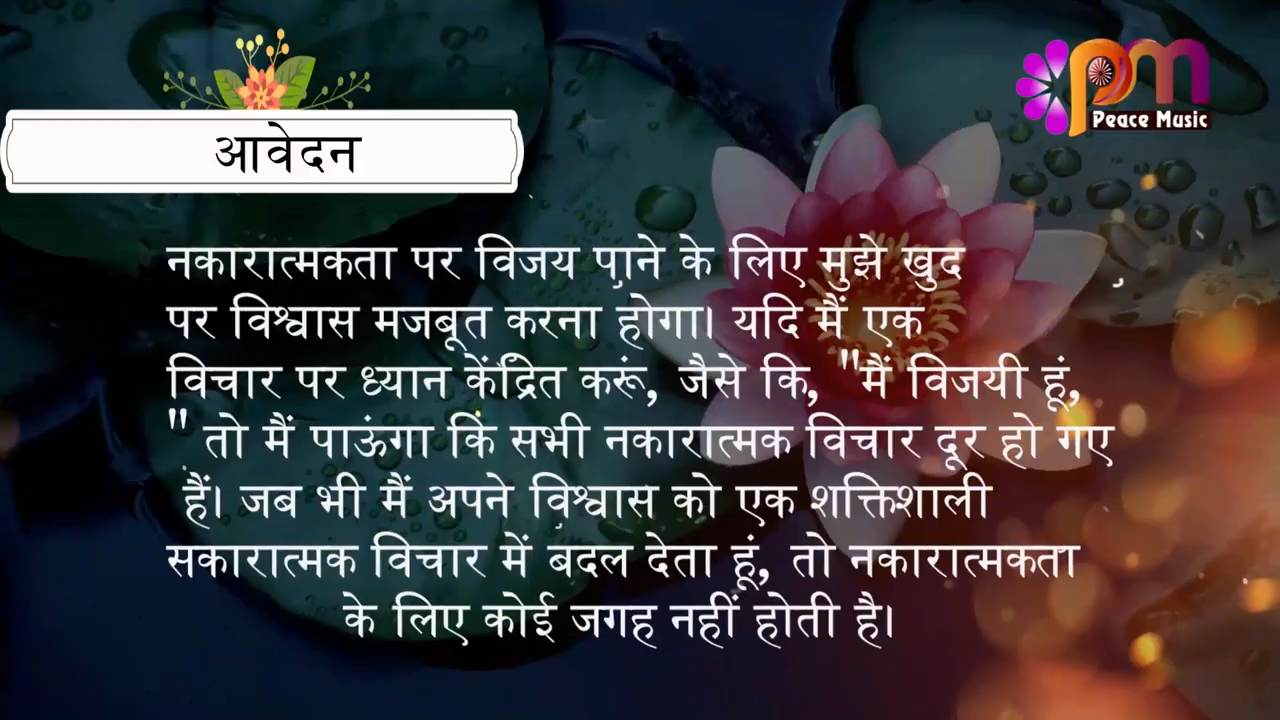 pm
Peace Music
आवेदन
नकारात्मकता पर विजय पाने के लिए मुझे खुद
पर विश्वास मजबूत करना होगा। यदि मैं एक
विचार पर ध्यान केंद्रित करूं, जैसे कि, "मैं विजयी हूं,
" तो मैं पाऊंगा कि सभी नकारात्मक विचार दूर हो गए
हैं। जब भी मैं अपने विश्वास को एक शक्तिशाली
सकारात्मक विचार में बदल देता हूं, तो नकारात्मकता
के लिए कोई जगह नहीं होती है।